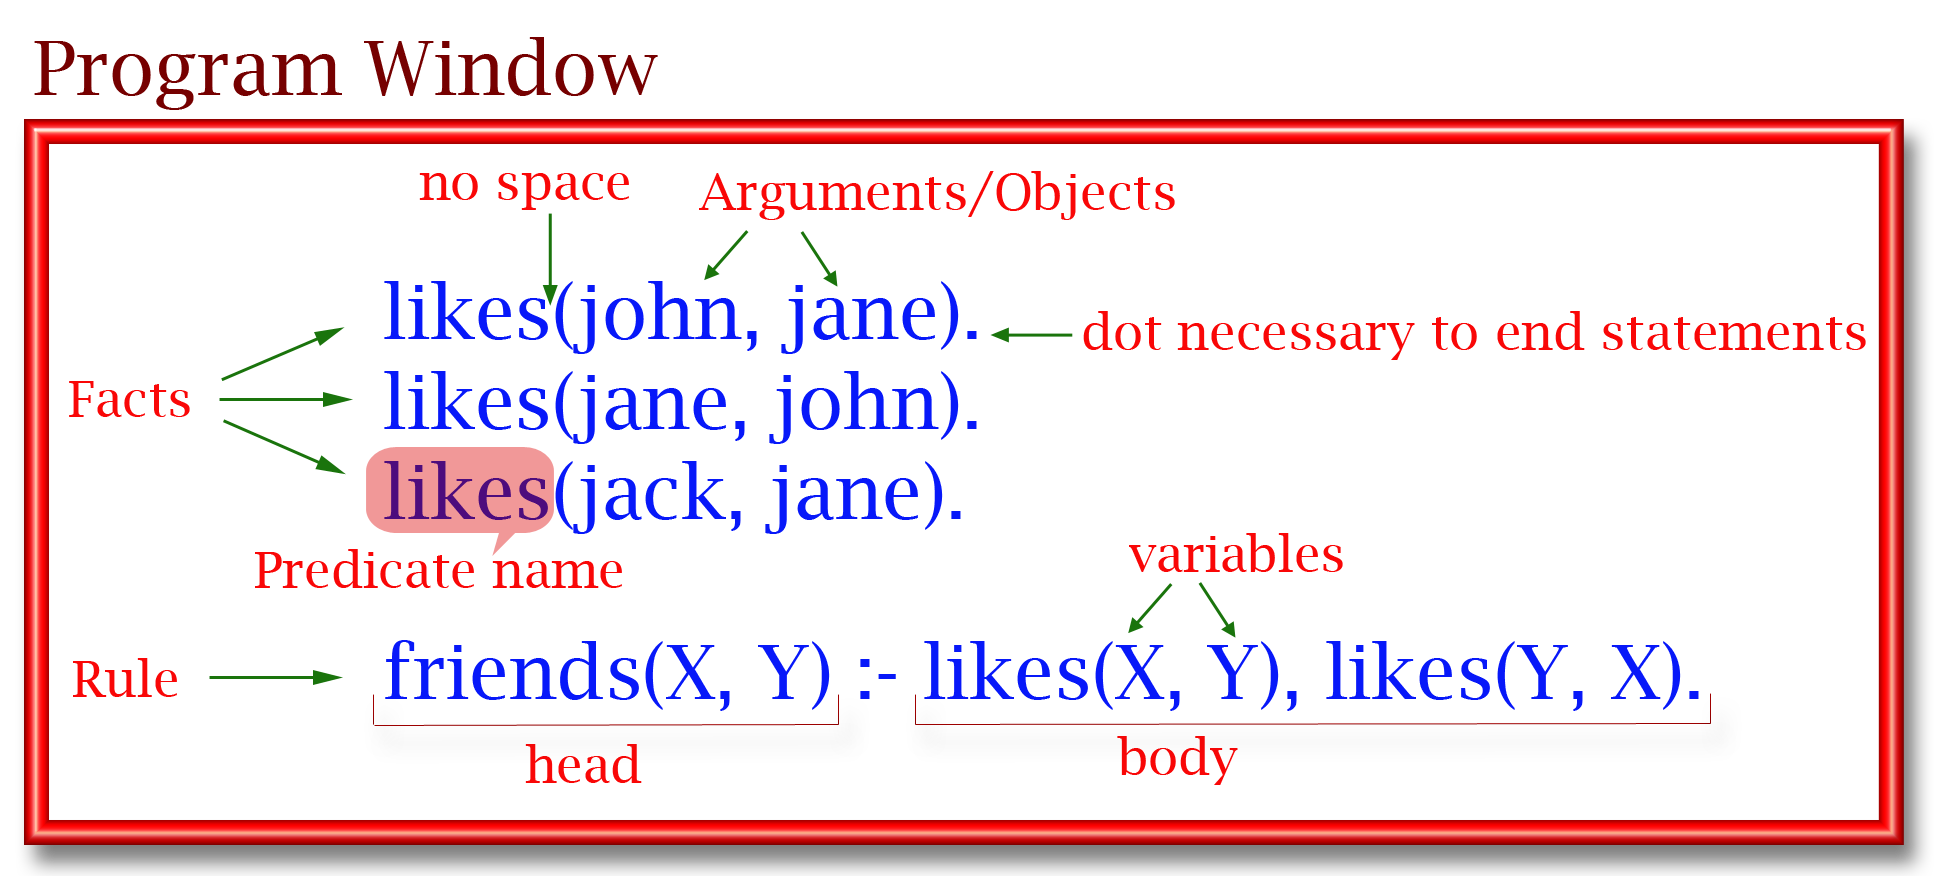 Program Window
no space
Arguments/Objects
likes(john, jane).
dot necessary to end statements
Facts
likes(jane, john).
likes(jack, jane).
Predicate name
variables
Rule
friends(X, Y) :- likes(X, Y), likes(Y, X).
head
body